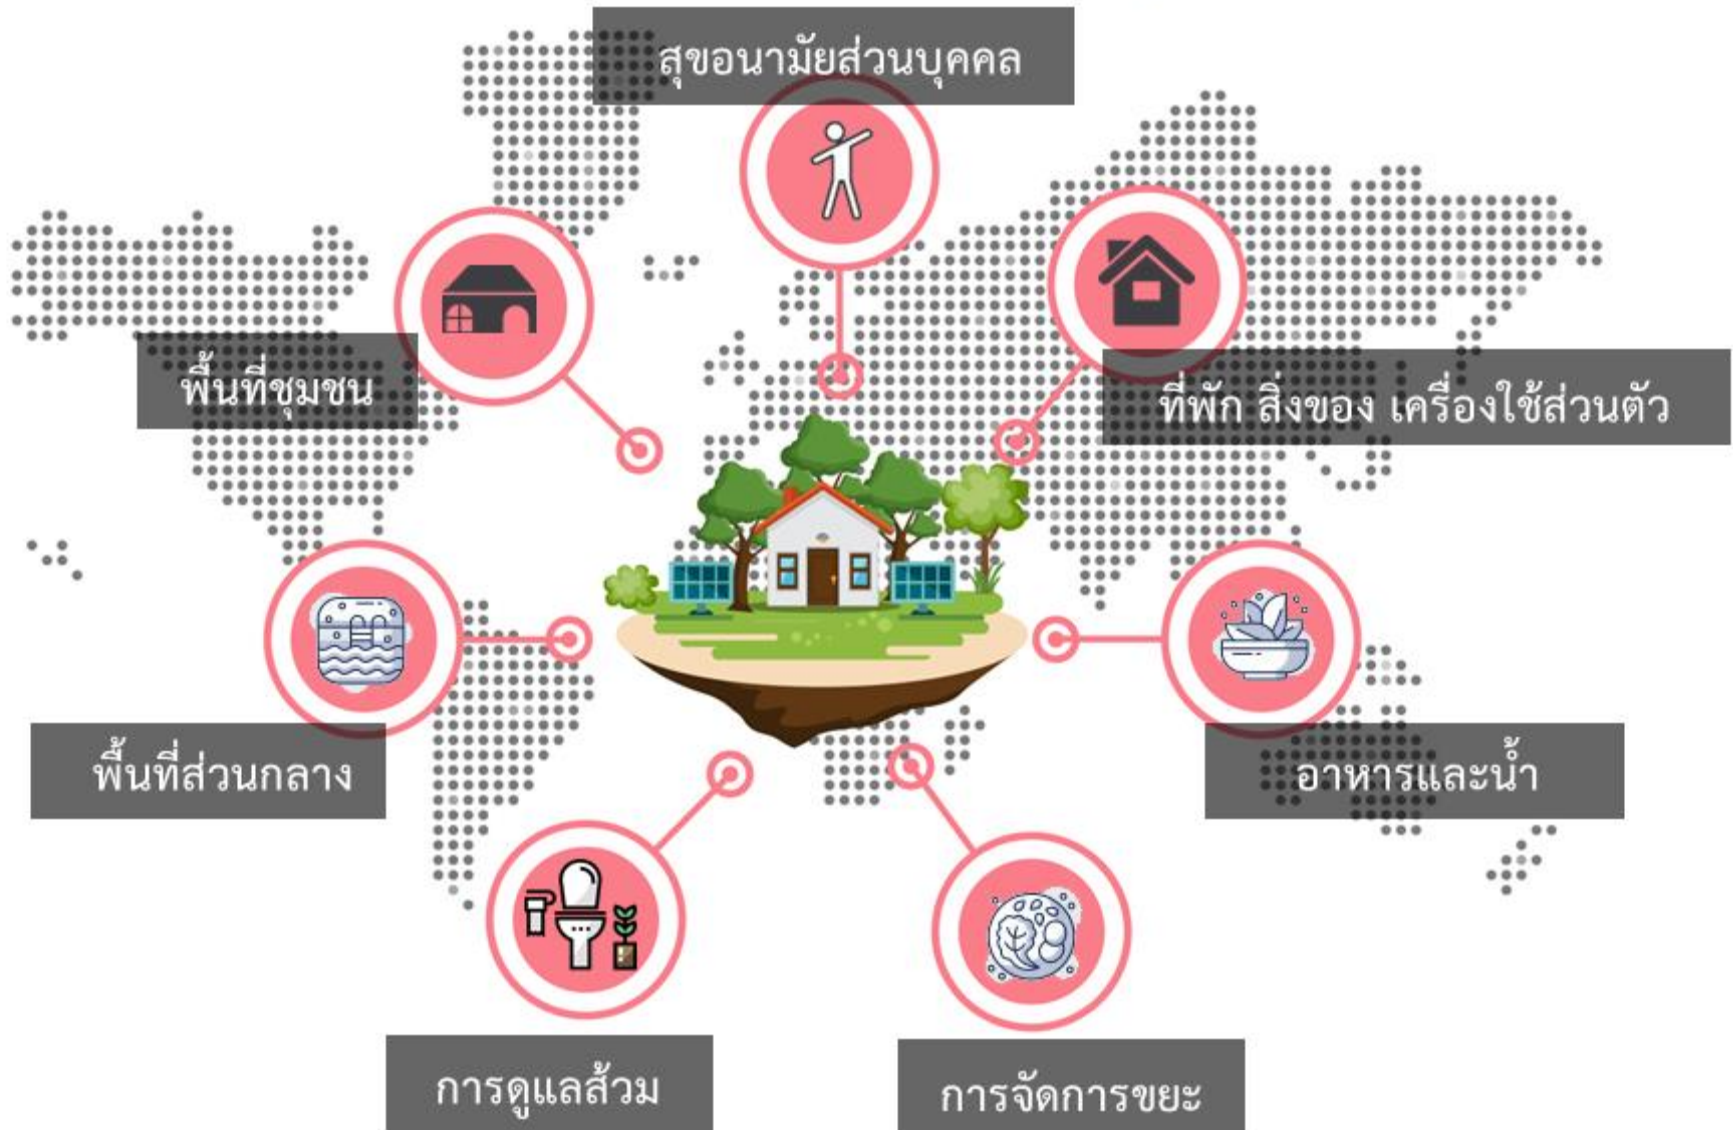 สุขอนามัยส่วนบุคคล
พื้นที่ชุมชน
ที่พัก สิ่งของ เครื่องใช้ส่วนตัว
พื้นที่ส่วนกลาง
อาหารและน้ำ
การดูแลส้วม
การจัดการขยะ